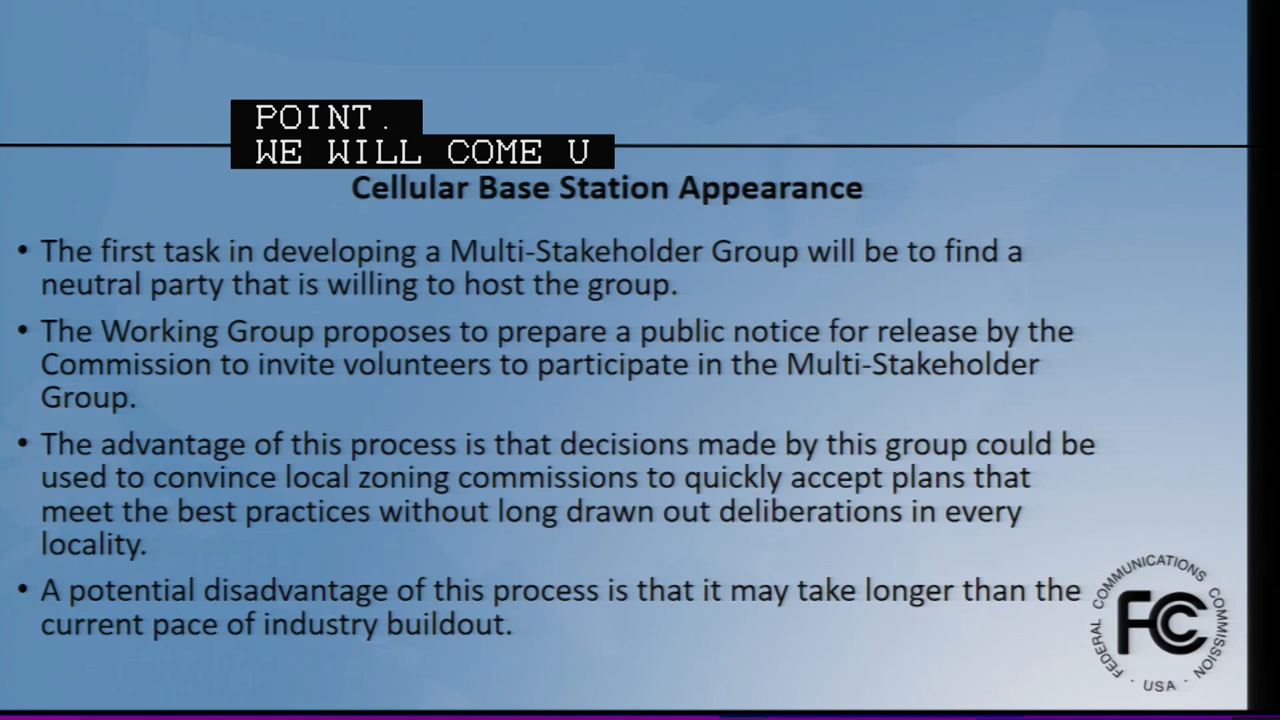 POINT.
WE WILL COME U
Cellular Base Station Appearance
• The first task in developing a Multi-Stakeholder Group will be to find a
neutral party that is willing to host the group.
• The Working Group proposes to prepare a public notice for release by the
Commission to invite volunteers to participate in the Multi-Stakeholder
Group.
• The advantage of this process is that decisions made by this group could be
used to convince local zoning commissions to quickly accept plans that
meet the best practices without long drawn out deliberations in every
locality.
• A potential disadvantage of this process is that it may take longer than the
current pace of industry buildout.
FEDERAL COMMUNICATIONS COMMISSION
FCC
· USA ·